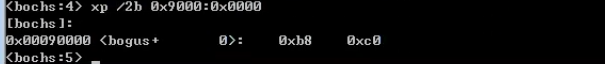 <bochs:4> xp /2b 0x9000:0x0000
[bochs]:
0x00090000 <bogus+       0>:    0xb8    0xc0
<bochs:5> _